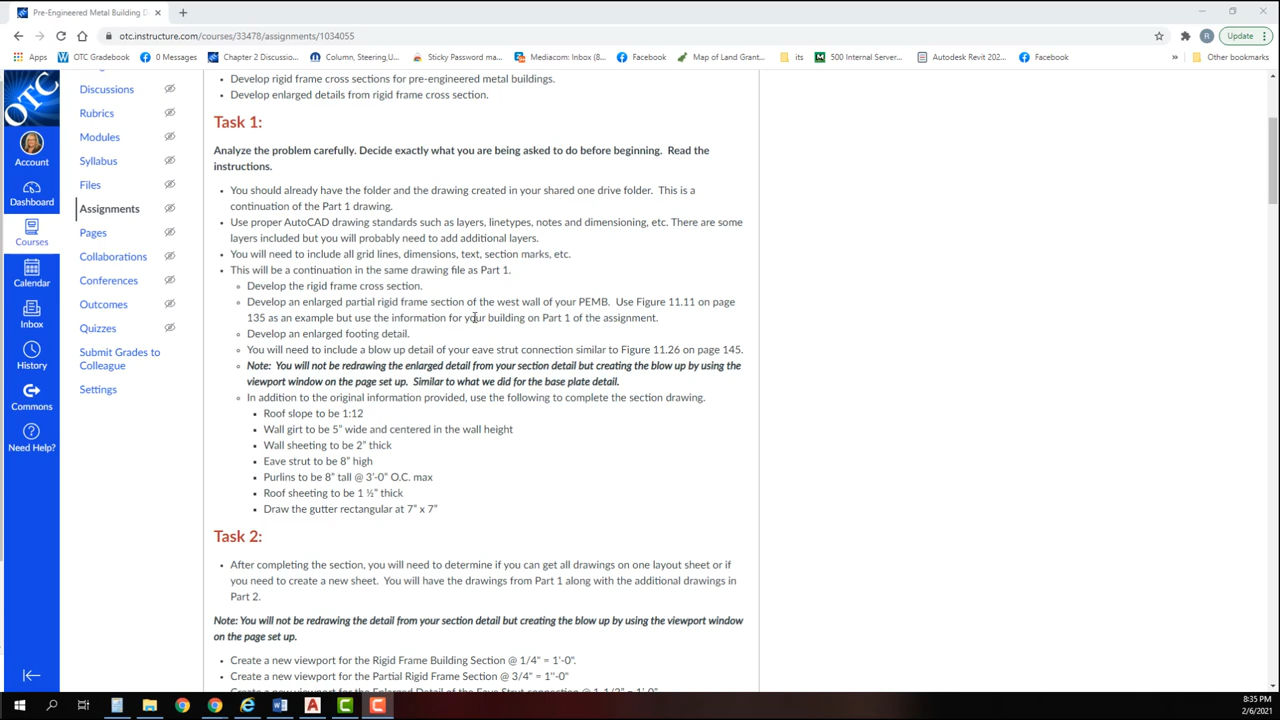 Pre-Engineered Metal Building D
otc.instructure.com/courses/33478/assignments/1034055
Update
Apps
OTC Gradebook
0 Messages
Chapter 2 Discussio...
Column, Steering,U...
Sticky Password ma...
Mediacom: Inbox (8...
Facebook
Map of Land Grant...
its
500 Internal Server...
Autodesk Revit 202...
Facebook
»
Other bookmarks
OTC
Account
Dashboard
Courses
Calendar
Inbox
History
Commons
Need Help?
Discussions
Rubrics
Modules
Syllabus
Files
Assignments
Pages
Collaborations
Conferences
Outcomes
Quizzes
Submit Grades to
Colleague
Settings
• Develop rigid frame cross sections for pre-engineered metal buildings.
• Develop enlarged details from rigid frame cross section.
Task 1:
Analyze the problem carefully. Decide exactly what you are being asked to do before beginning. Read the
instructions.
• You should already have the folder and the drawing created in your shared one drive folder. This is a
continuation of the Part 1 drawing.
• Use proper AutoCAD drawing standards such as layers, linetypes, notes and dimensioning, etc. There are some
layers included but you will probably need to add additional layers.
• You will need to include all grid lines, dimensions, text, section marks, etc.
• This will be a continuation in the same drawing file as Part 1.
◦ Develop the rigid frame cross section.
◦ Develop an enlarged partial rigid frame section of the west wall of your PEMB. Use Figure 11.11 on page
135 as an example but use the information for your building on Part 1 of the assignment.
◦ Develop an enlarged footing detail.
◦ You will need to include a blow up detail of your eave strut connection similar to Figure 11.26 on page 145.
◦ Note: You will not be redrawing the enlarged detail from your section detail but creating the blow up by using the
viewport window on the page set up. Similar to what we did for the base plate detail.
◦ In addition to the original information provided, use the following to complete the section drawing.
▪ Roof slope to be 1:12
▪ Wall girt to be 5" wide and centered in the wall height
▪ Wall sheeting to be 2" thick
▪ Eave strut to be 8" high
▪ Purlins to be 8" tall @ 3'-0" O.C. max
▪ Roof sheeting to be 1 ½" thick
▪ Draw the gutter rectangular at 7" x 7"
Task 2:
• After completing the section, you will need to determine if you can get all drawings on one layout sheet or if
you need to create a new sheet. You will have the drawings from Part 1 along with the additional drawings in
Part 2.
Note: You will not be redrawing the detail from your section detail but creating the blow up by using the viewport window
on the page set up.
• Create a new viewport for the Rigid Frame Building Section @ 1/4" = 1'-0".
• Create a new viewport for the Partial Rigid Frame Section @ 3/4" = 1"-0"
• Create a new viewport for the Enlarged Detail of the Eave Strut connection @ 1-1/2" = 1'-0"
8:35 PM
2/6/2021